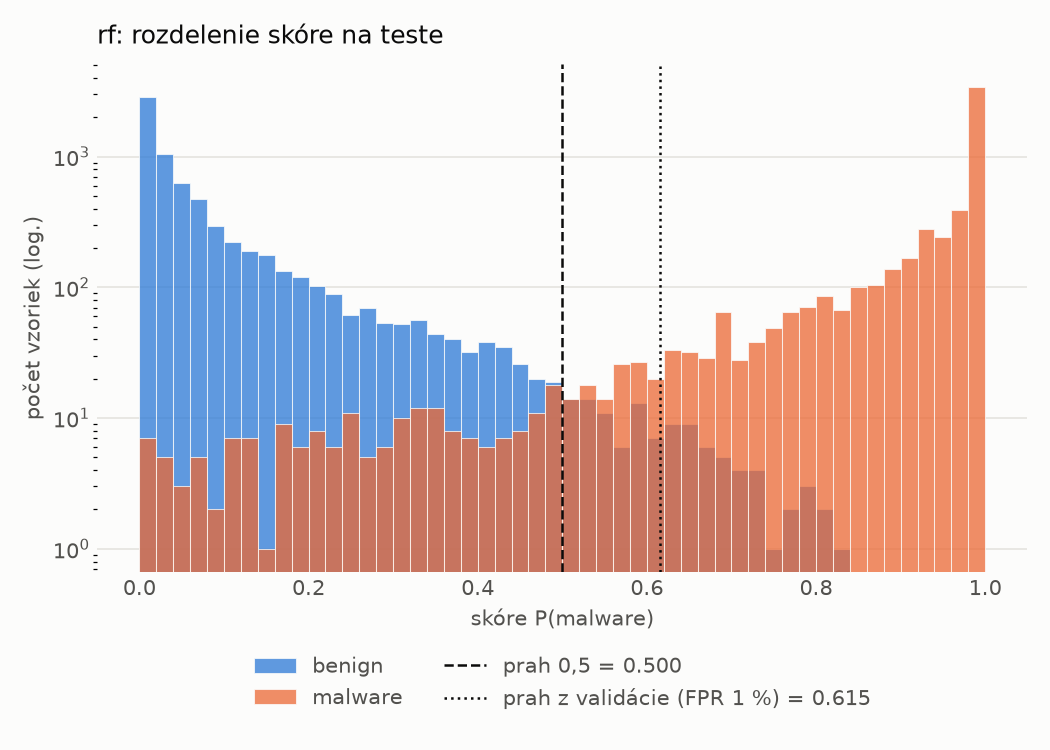 rf: rozdelenie skóre na teste
počet vzoriek (log.)
10³
10²
10¹
10⁰
0.0 0.2 0.4 0.6 0.8 1.0
skóre P(malware)
benign
malware
prah 0,5 = 0.500
prah z validácie (FPR 1 %) = 0.615